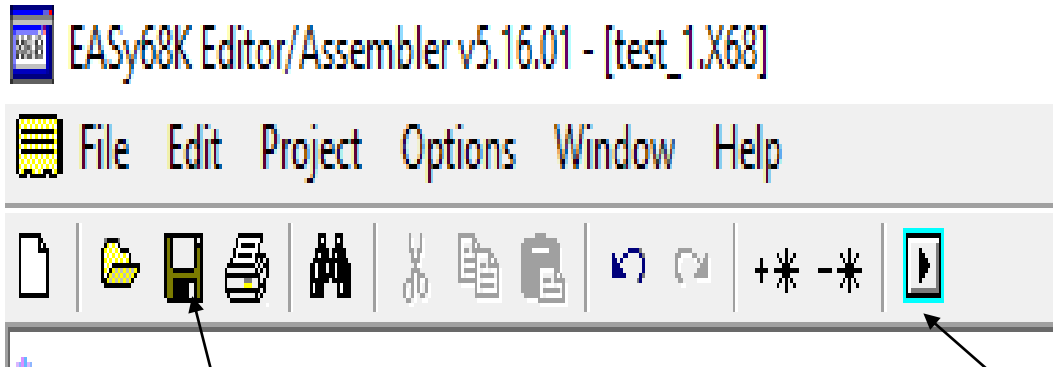 EASy68K Editor/Assembler v5.16.01 - [test_1.X68]
File Edit Project Options Window Help
+* -*